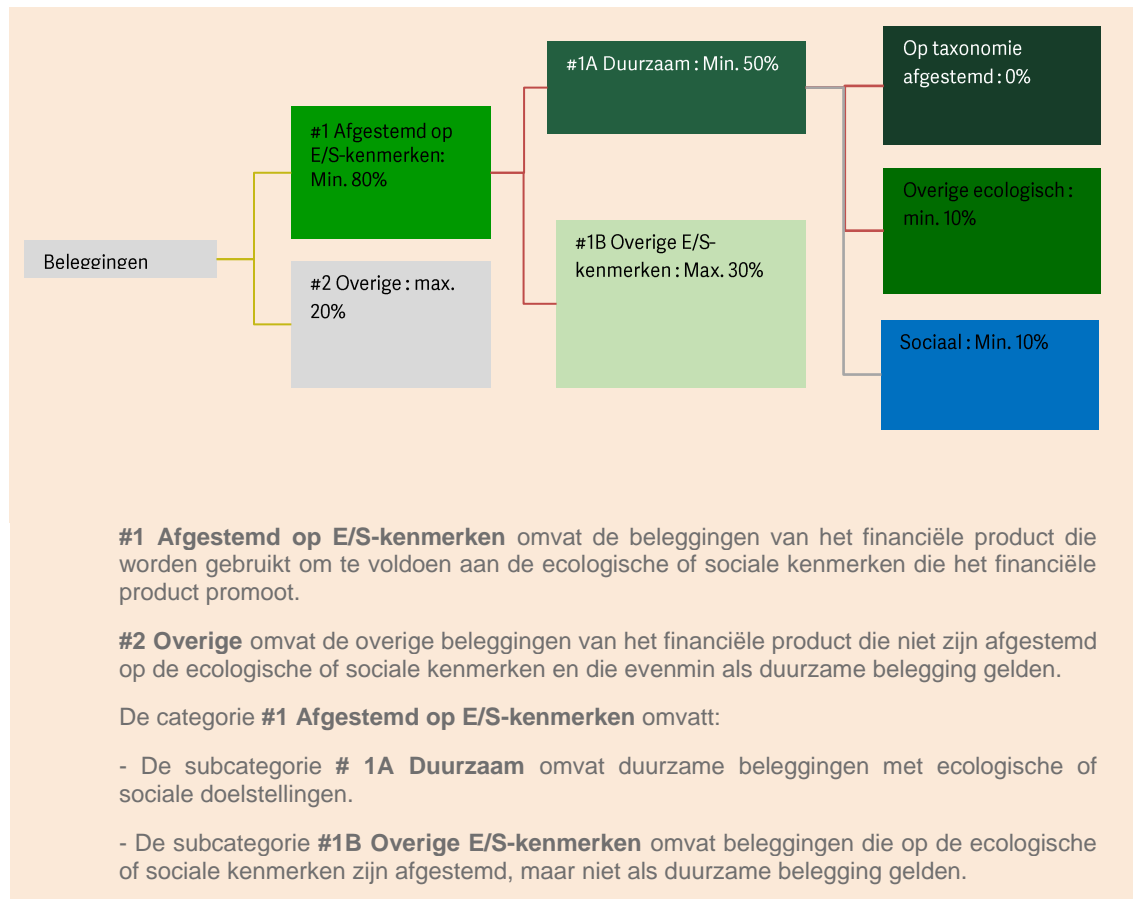 Beleggingen
#1 Afgestemd op
E/S-kenmerken:
Min. 80%
#2 Overige : max.
20%
#1A Duurzaam : Min. 50%
#1B Overige E/S-
kenmerken : Max. 30%
Op taxonomie
afgestemd : 0%
Overige ecologisch :
min. 10%
Sociaal : Min. 10%
#1 Afgestemd op E/S-kenmerken omvat de beleggingen van het financiële product die
worden gebruikt om te voldoen aan de ecologische of sociale kenmerken die het financiële
product promoot.
#2 Overige omvat de overige beleggingen van het financiële product die niet zijn afgestemd
op de ecologische of sociale kenmerken en die evenmin als duurzame belegging gelden.
De categorie #1 Afgestemd op E/S-kenmerken omvatt:
- De subcategorie # 1A Duurzaam omvat duurzame beleggingen met ecologische of
sociale doelstellingen.
- De subcategorie #1B Overige E/S-kenmerken omvat beleggingen die op de ecologische
of sociale kenmerken zijn afgestemd, maar niet als duurzame belegging gelden.